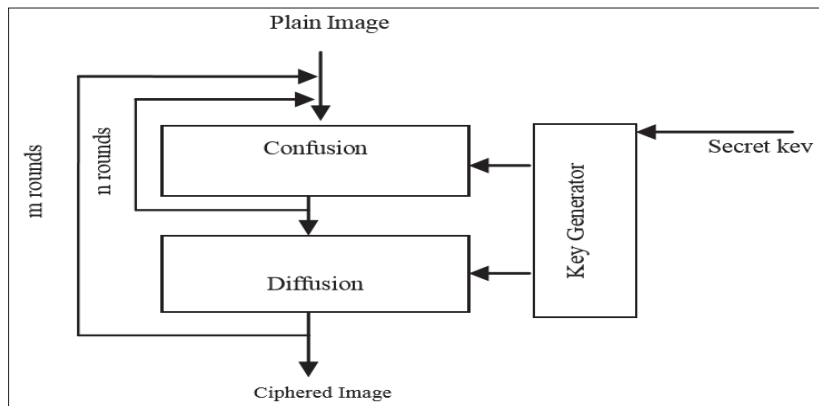 Plain Image
m rounds
n rounds
Confusion
Secret kev
Key Generator
Diffusion
Ciphered Image